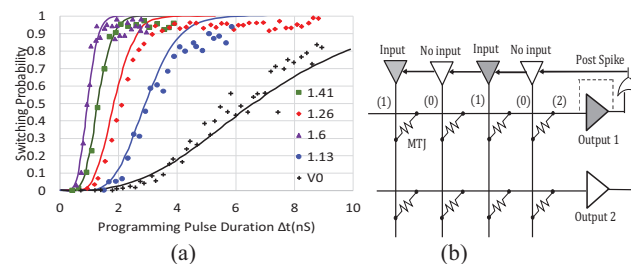 Switching Probability
1
0.9
0.8
0.7
0.6
0.5
0.4
0.3
0.2
0.1
0
0 2 4 6 8 10
Programming Pulse Duration Δt(nS)
1.41
1.26
1.6
1.13
V0
(a)
Input No input Input No input Post Spike
(1) (0) (1) (0) (2)
MTJ
Output 1
Output 2
(b)